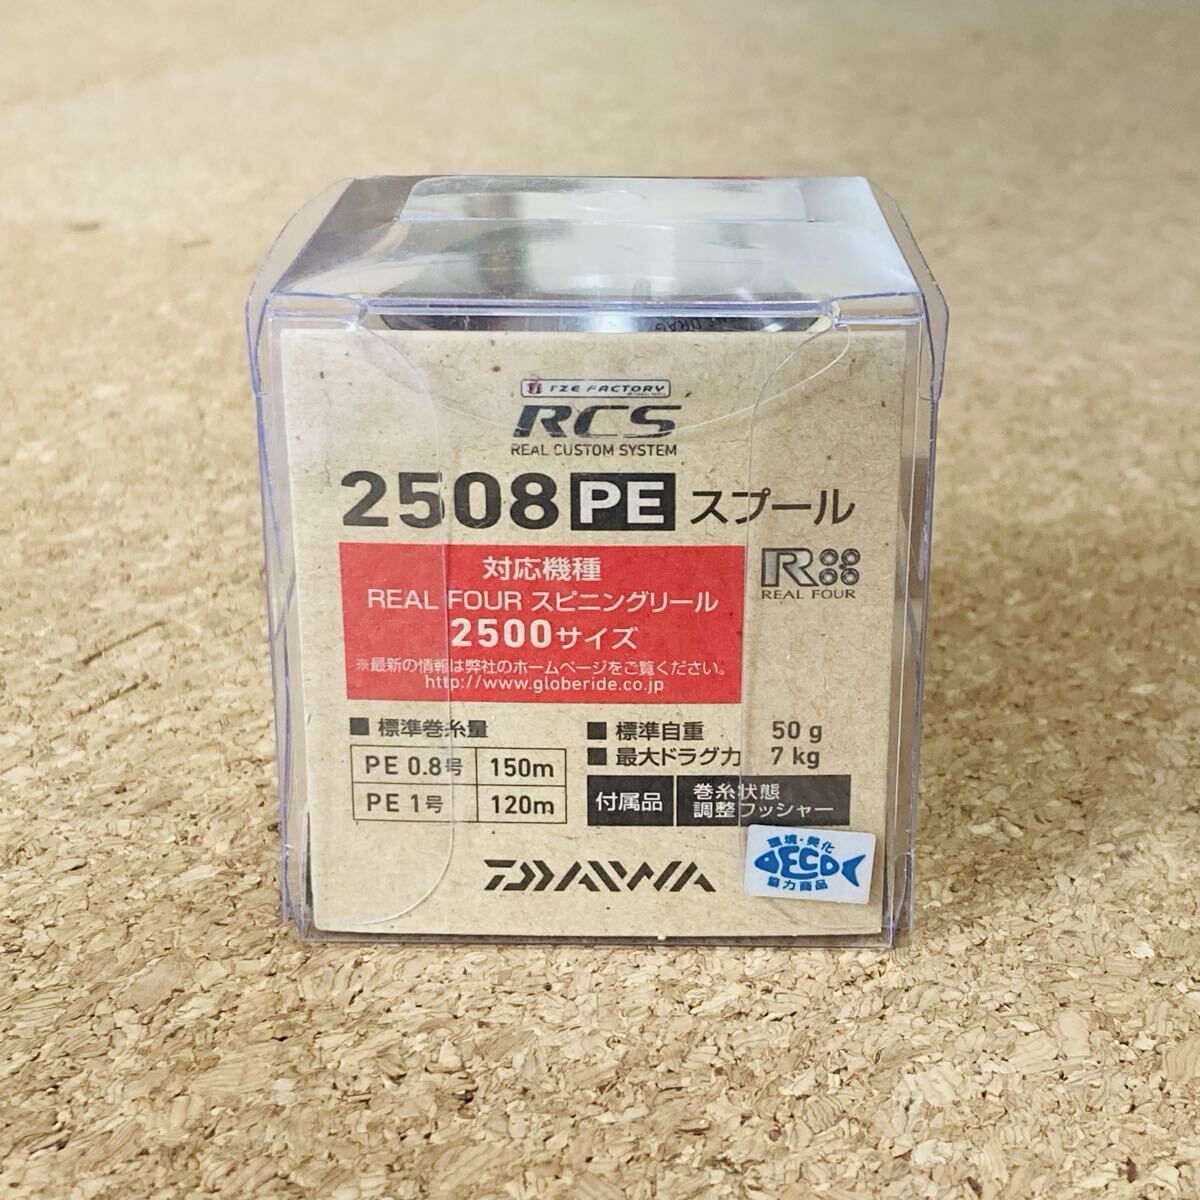 I'ZE FACTORY
RCS
REAL CUSTOM SYSTEM
2508 PE スプール
対応機種
REAL FOUR スピニングリール
2500サイズ
※最新の情報は弊社のホームページをご覧ください。
http://www.globeride.co.jp
R
REAL FOUR
■ 標準巻糸量
PE 0.8号 150m
PE 1号 120m
■ 標準自重 50 g
■ 最大ドラグ力 7 kg
付属品 巻糸状態
調整ワッシャー
DAIWA
環境・美化
ECO
協力商品
DRAG